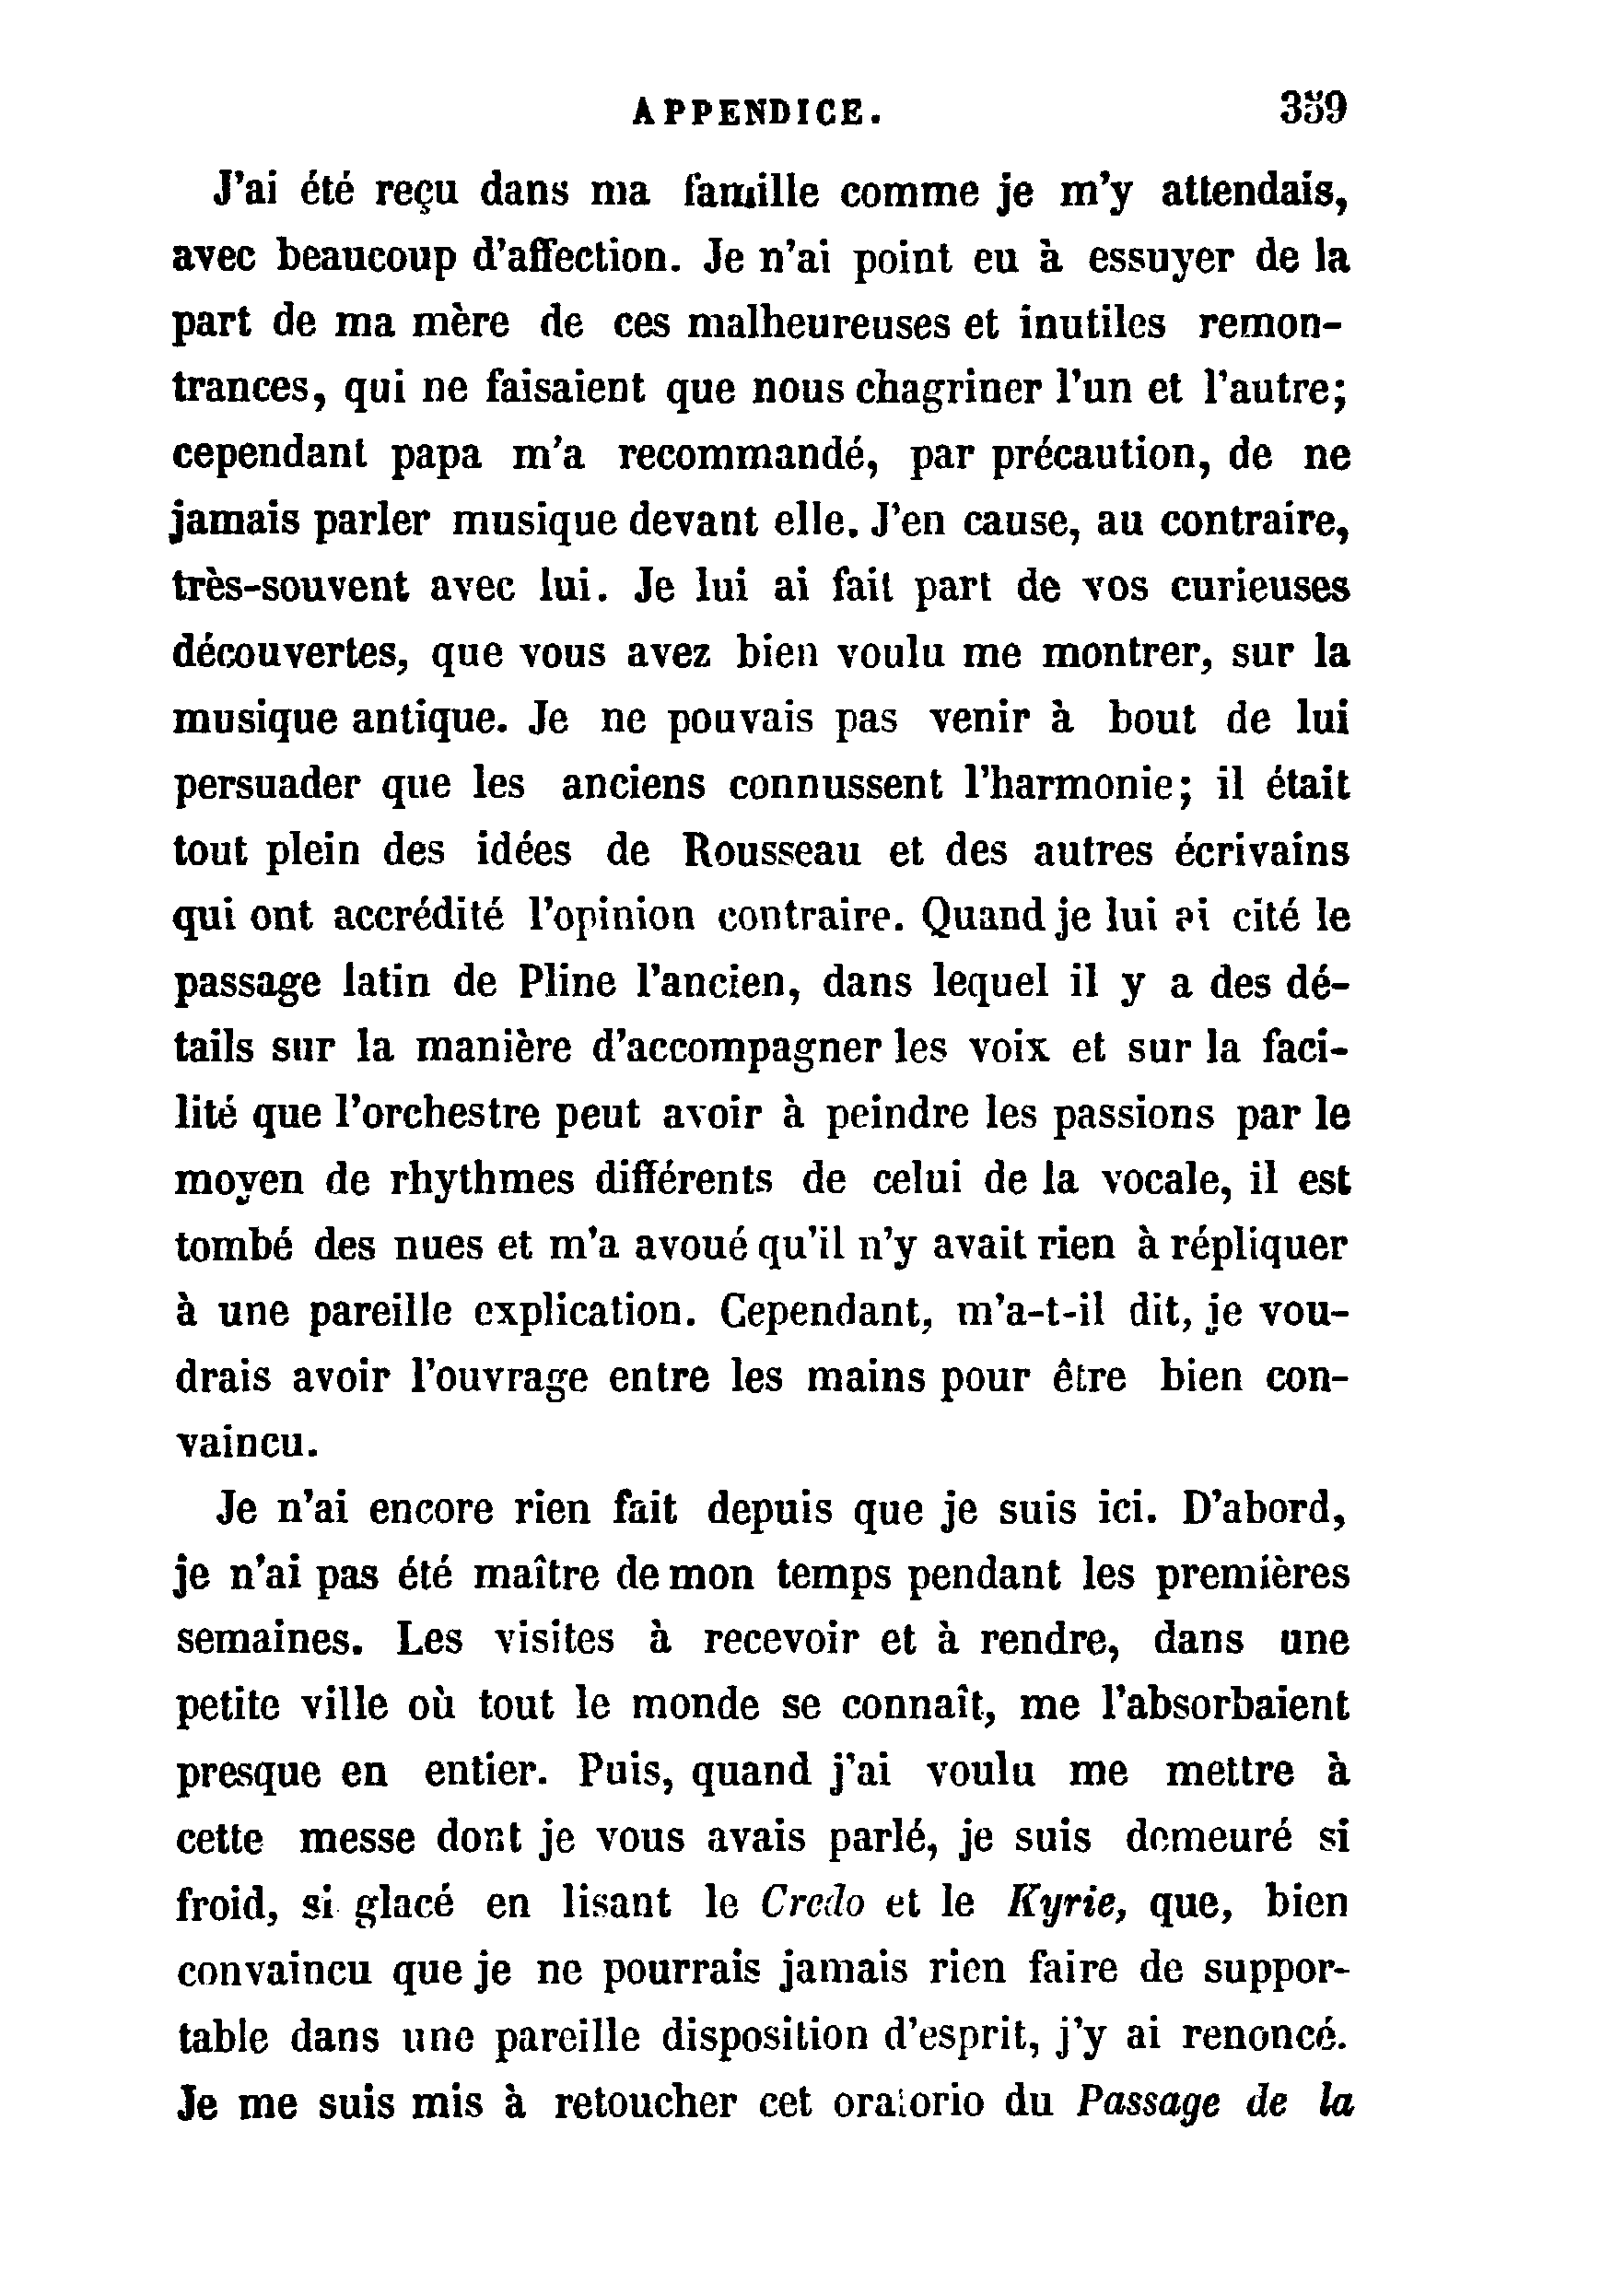 APPENDICE. 359
J'ai été reçu dans ma famille comme je m'y attendais,
avec beaucoup d'affection. Je n'ai point eu à essuyer de la
part de ma mère de ces malheureuses et inutiles remon-
trances, qui ne faisaient que nous chagriner l'un et l'autre;
cependant papa m'a recommandé, par précaution, de ne
jamais parler musique devant elle. J'en cause, au contraire,
très-souvent avec lui. Je lui ai fait part de vos curieuses
découvertes, que vous avez bien voulu me montrer, sur la
musique antique. Je ne pouvais pas venir à bout de lui
persuader que les anciens connussent l'harmonie; il était
tout plein des idées de Rousseau et des autres écrivains
qui ont accrédité l'opinion contraire. Quand je lui ai cité le
passage latin de Pline l'ancien, dans lequel il y a des dé-
tails sur la manière d'accompagner les voix et sur la faci-
lité que l'orchestre peut avoir à peindre les passions par le
moyen de rhythmes différents de celui de la vocale, il est
tombé des nues et m'a avoué qu'il n'y avait rien à répliquer
à une pareille explication. Cependant, m'a-t-il dit, je vou-
drais avoir l'ouvrage entre les mains pour être bien con-
vaincu.
Je n'ai encore rien fait depuis que je suis ici. D'abord,
je n'ai pas été maître de mon temps pendant les premières
semaines. Les visites à recevoir et à rendre, dans une
petite ville où tout le monde se connaît, me l'absorbaient
presque en entier. Puis, quand j'ai voulu me mettre à
cette messe dont je vous avais parlé, je suis demeuré si
froid, si glacé en lisant le Credo et le Kyrie, que, bien
convaincu que je ne pourrais jamais rien faire de suppor-
table dans une pareille disposition d'esprit, j'y ai renoncé.
Je me suis mis à retoucher cet oratorio du Passage de la